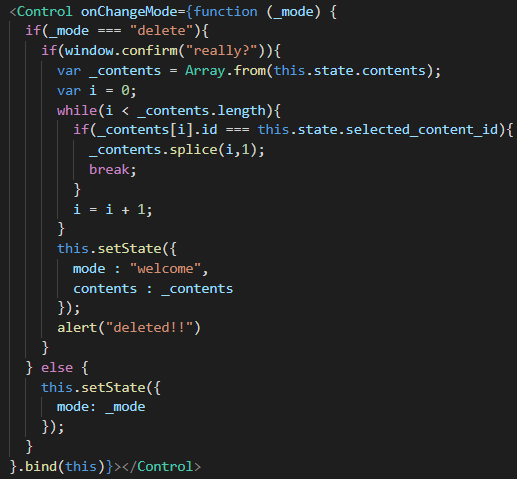 <Control onChangeMode={function (_mode) {
if(_mode === "delete"){
if(window.confirm("really?")){
var _contents = Array.from(this.state.contents);
var i = 0;
while(i < _contents.length){
if(_contents[i].id === this.state.selected_content_id){
_contents.splice(i,1);
break;
}
i = i + 1;
}
this.setState({
mode : "welcome",
contents : _contents
});
alert("deleted!!")
}
} else {
this.setState({
mode: _mode
});
}
}.bind(this)}></Control>